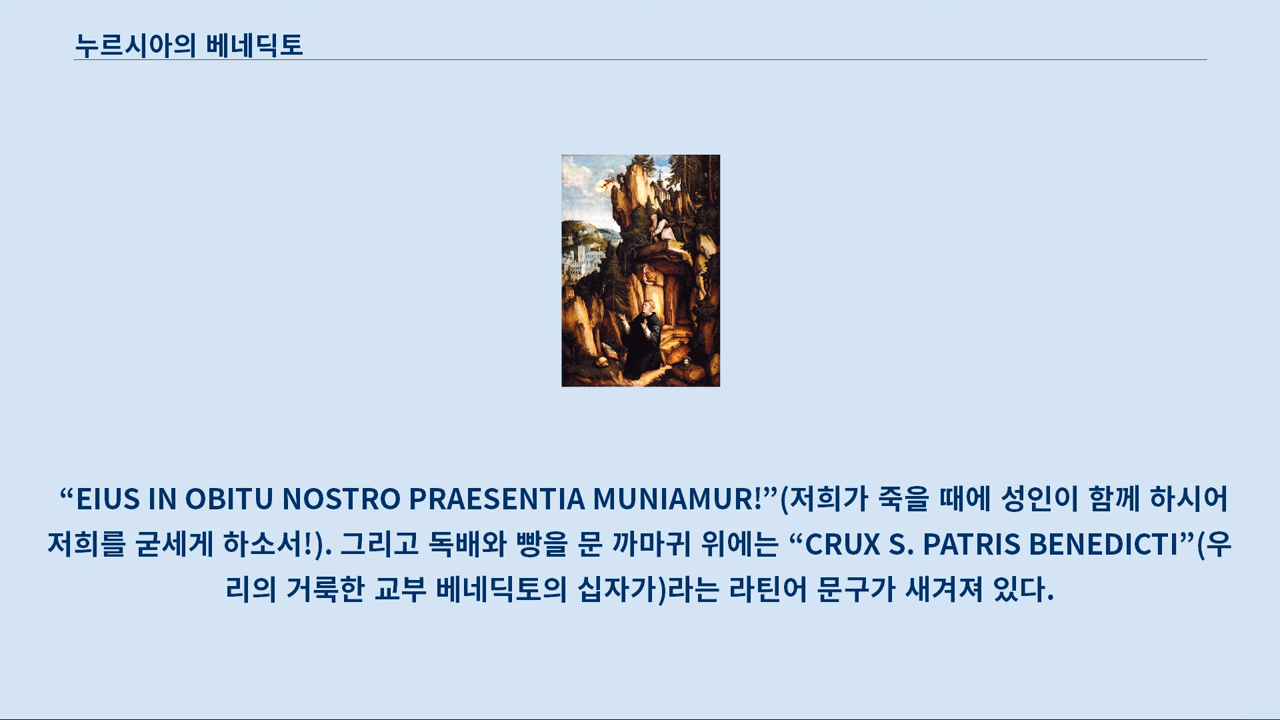 누르시아의 베네딕토
“EIUS IN OBITU NOSTRO PRAESENTIA MUNIAMUR!”(저희가 죽을 때에 성인이 함께 하시어
저희를 굳세게 하소서!). 그리고 독배와 빵을 문 까마귀 위에는 “CRUX S. PATRIS BENEDICTI”(우
리의 거룩한 교부 베네딕토의 십자가)라는 라틴어 문구가 새겨져 있다.